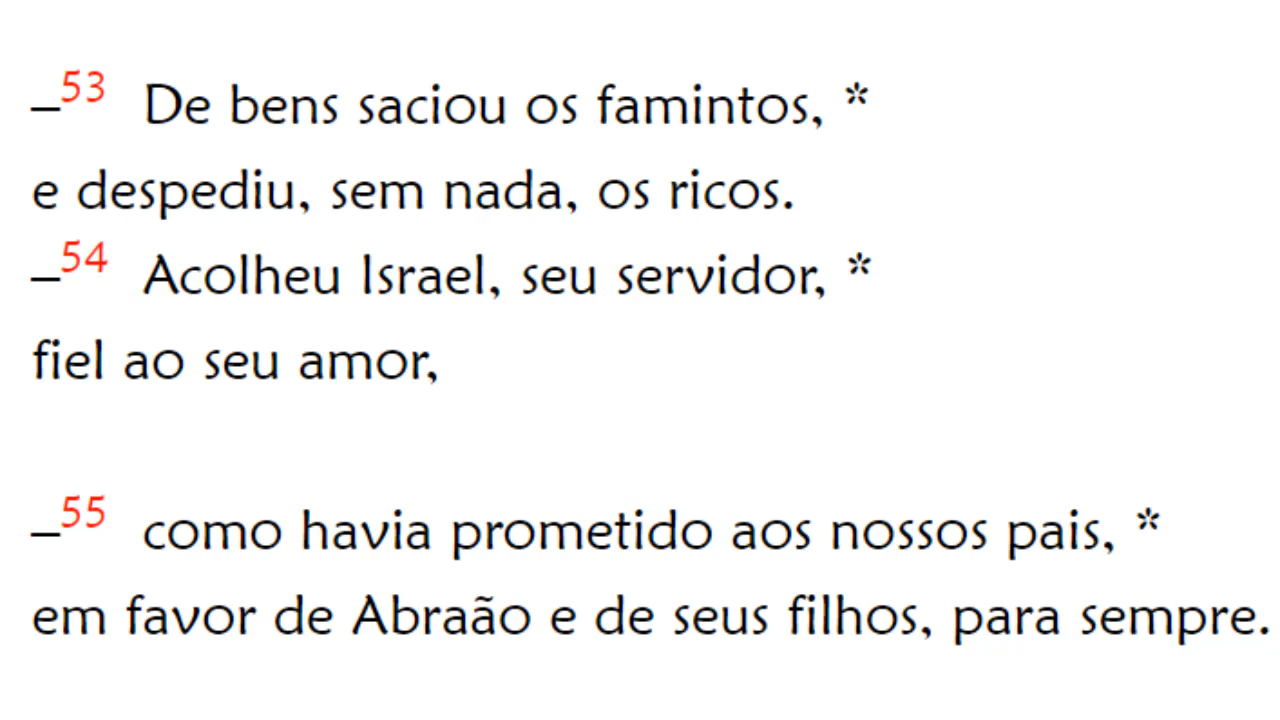 –53 De bens saciou os famintos, *
e despediu, sem nada, os ricos.
–54 Acolheu Israel, seu servidor, *
fiel ao seu amor,
–55 como havia prometido aos nossos pais, *
em favor de Abraão e de seus filhos, para sempre.